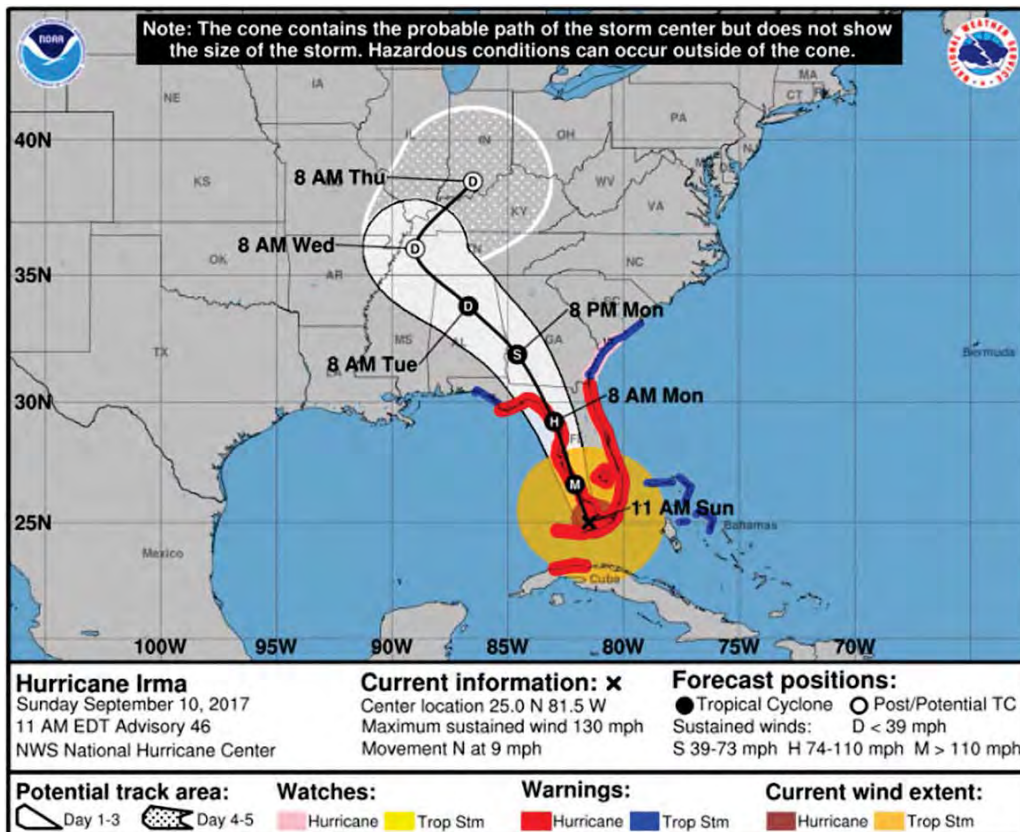 Note: The cone contains the probable path of the storm center but does not show
the size of the storm. Hazardous conditions can occur outside of the cone.
NOAA
NATIONAL WEATHER SERVICE
NE
IA
MA
CT
PA
40N
IL
IN
OH
NJ
DE
8 AM Thu
KS
WV
VA
KY
8 AM Wed
OK
NC
35N
AR
8 PM Mon
MS
AL
GA
SC
8 AM Tue
TX
Bermuda
30N
8 AM Mon
FL
11 AM Sun
25N
Bahamas
Mexico
Cuba
D
D
D
S
H
M
100W 95W 90W 85W 80W 75W 70W
Hurricane Irma
Sunday September 10, 2017
11 AM EDT Advisory 46
NWS National Hurricane Center
Current information: ×
Center location 25.0 N 81.5 W
Maximum sustained wind 130 mph
Movement N at 9 mph
Forecast positions:
Tropical Cyclone Post/Potential TC
Sustained winds: D < 39 mph
S 39-73 mph H 74-110 mph M > 110 mph
Potential track area:
Day 1-3 Day 4-5
Watches:
Hurricane Trop Stm
Warnings:
Hurricane Trop Stm
Current wind extent:
Hurricane Trop Stm